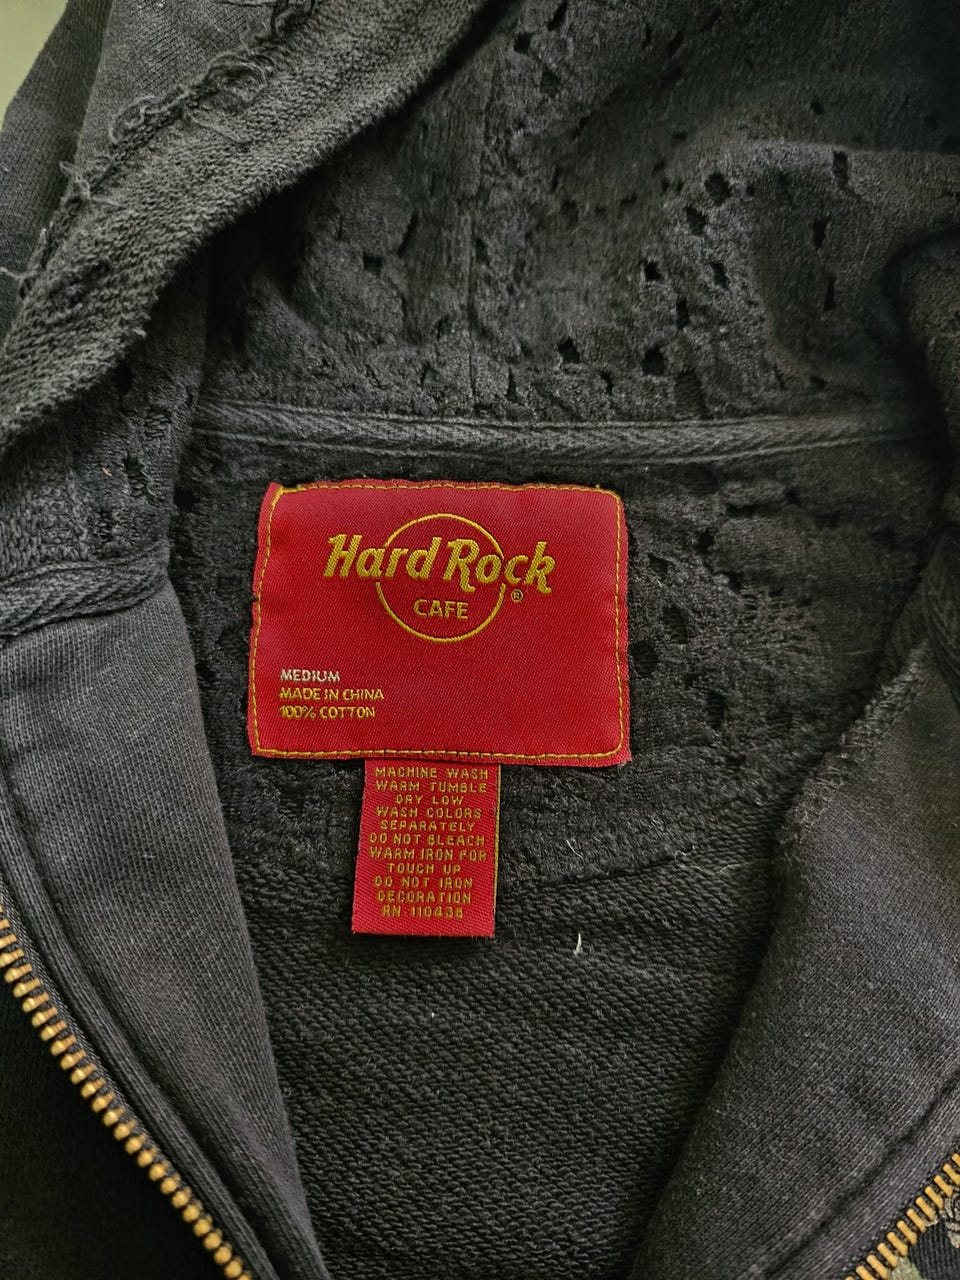 Hard Rock
CAFE
®
MEDIUM
MADE IN CHINA
100% COTTON
MACHINE WASH
WARM TUMBLE
DRY LOW
WASH COLORS
SEPARATELY
DO NOT BLEACH
WARM IRON FOR
TOUCH UP
DO NOT IRON
DECORATION
RN 110436